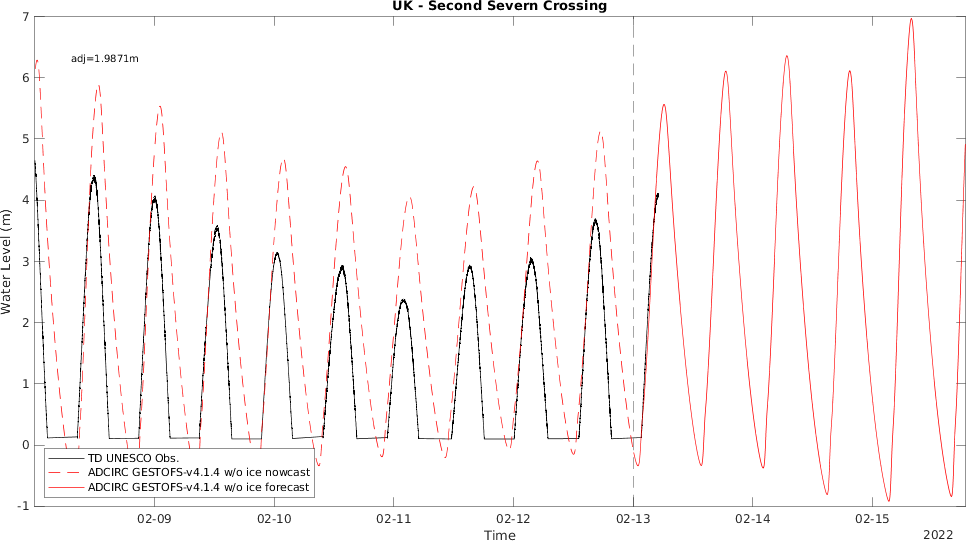 UK - Second Severn Crossing
adj=1.9871m
7
6
5
4
3
2
1
0
-1
Water Level (m)
TD UNESCO Obs.
ADCIRC GESTOFS-v4.1.4 w/o ice nowcast
ADCIRC GESTOFS-v4.1.4 w/o ice forecast
02-09 02-10 02-11 02-12 02-13 02-14 02-15
Time
2022